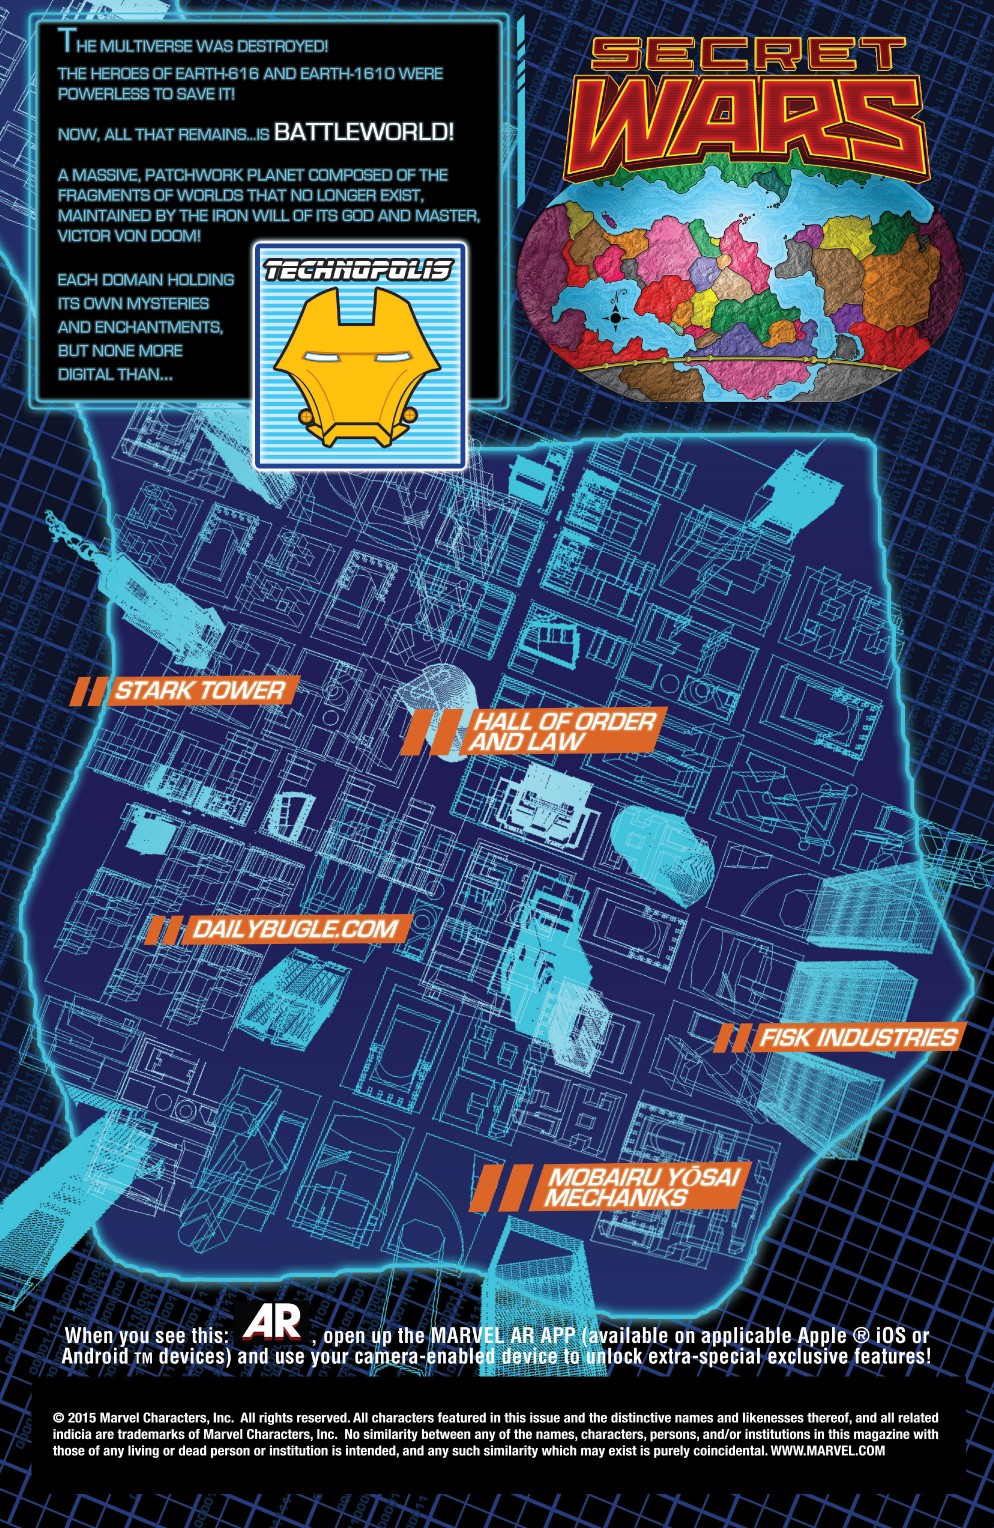 THE MULTIVERSE WAS DESTROYED!
THE HEROES OF EARTH-616 AND EARTH-1610 WERE
POWERLESS TO SAVE IT!
NOW, ALL THAT REMAINS...IS BATTLEWORLD!
A MASSIVE, PATCHWORK PLANET COMPOSED OF THE
FRAGMENTS OF WORLDS THAT NO LONGER EXIST,
MAINTAINED BY THE IRON WILL OF ITS GOD AND MASTER,
VICTOR VON DOOM!
EACH DOMAIN HOLDING
ITS OWN MYSTERIES
AND ENCHANTMENTS,
BUT NONE MORE
DIGITAL THAN...
TECHNOPOLIS
SECRET
WARS
STARK TOWER
HALL OF ORDER
AND LAW
DAILYBUGLE.COM
FISK INDUSTRIES
MOBAIRU YŌSAI
MECHANIKS
When you see this: AR , open up the MARVEL AR APP (available on applicable Apple ® iOS or
Android TM devices) and use your camera-enabled device to unlock extra-special exclusive features!
© 2015 Marvel Characters, Inc. All rights reserved. All characters featured in this issue and the distinctive names and likenesses thereof, and all related
indicia are trademarks of Marvel Characters, Inc. No similarity between any of the names, characters, persons, and/or institutions in this magazine with
those of any living or dead person or institution is intended, and any such similarity which may exist is purely coincidental. WWW.MARVEL.COM